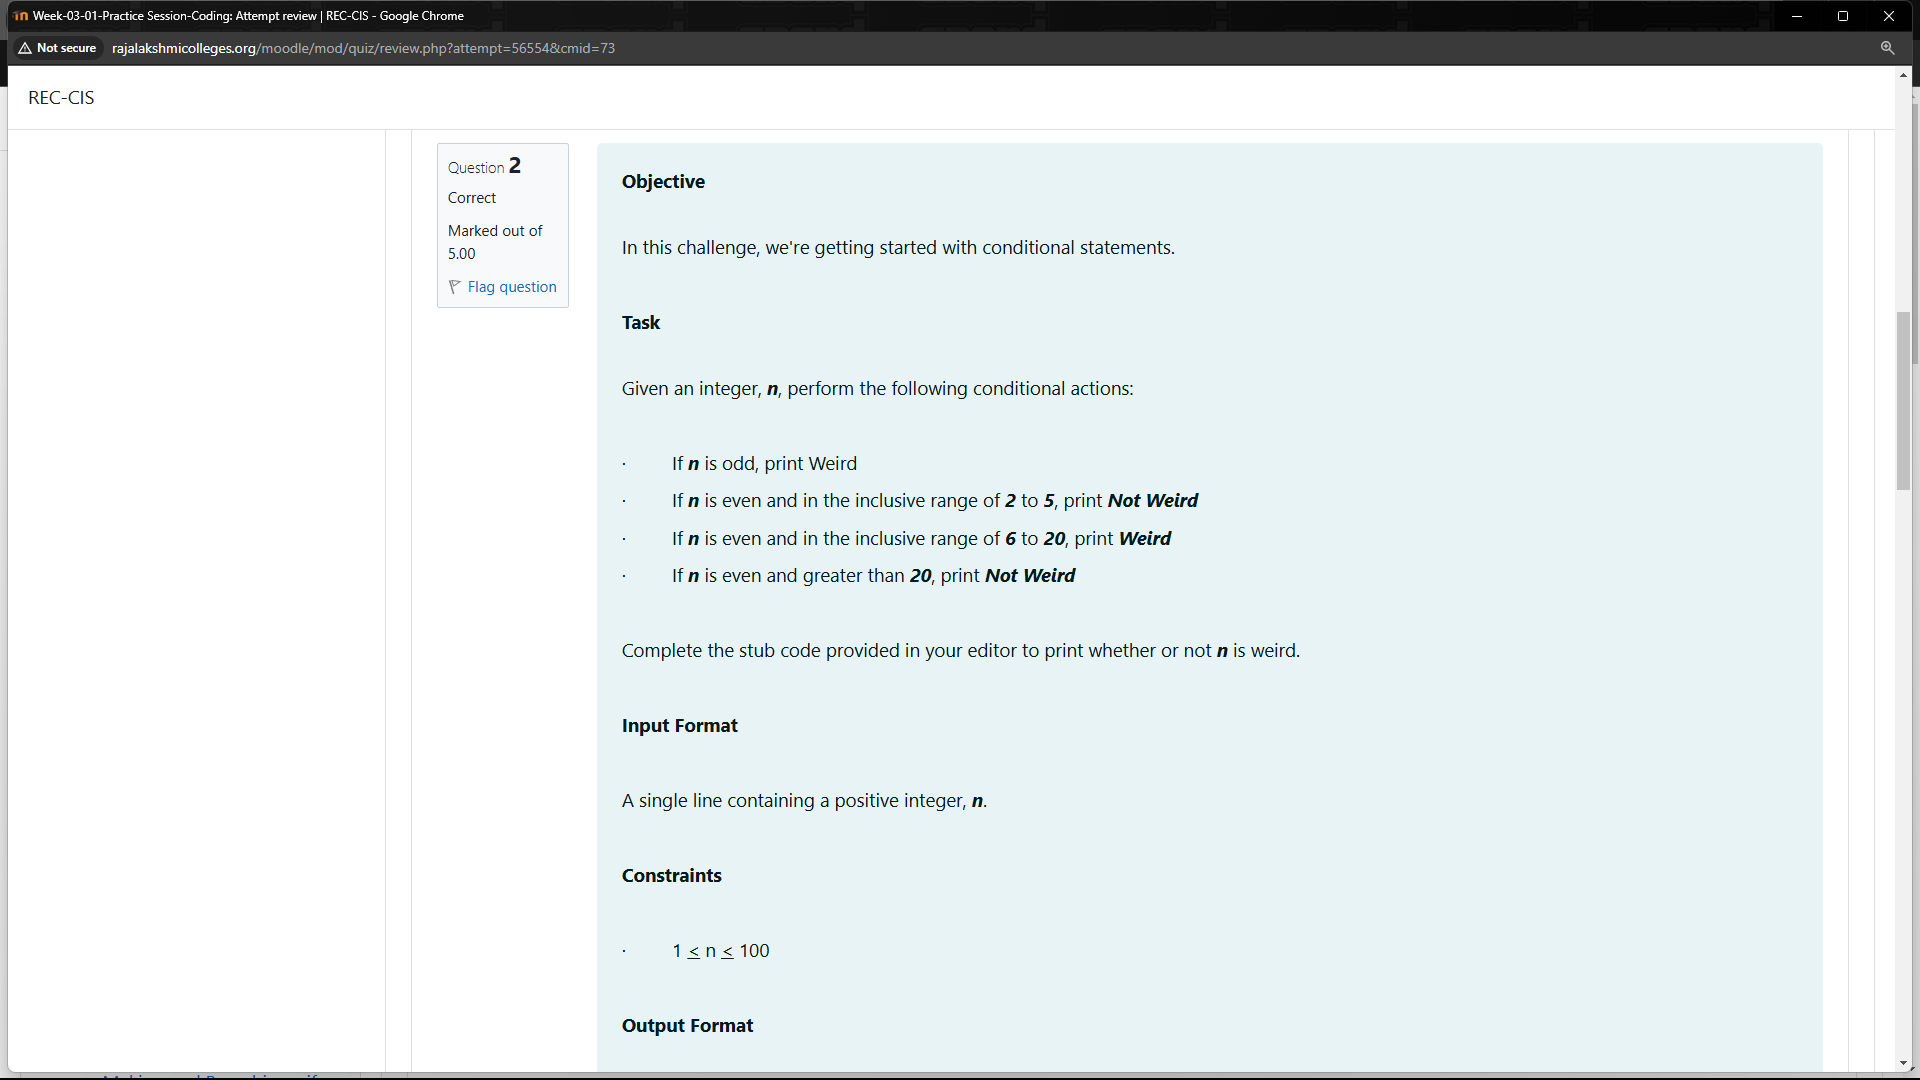 Week-03-01-Practice Session-Coding: Attempt review | REC-CIS - Google Chrome
Not secure rajalakshmicolleges.org/moodle/mod/quiz/review.php?attempt=56554&cmid=73
REC-CIS
Question 2
Correct
Marked out of
5.00
Flag question
Objective
In this challenge, we're getting started with conditional statements.
Task
Given an integer, n, perform the following conditional actions:
· If n is odd, print Weird
· If n is even and in the inclusive range of 2 to 5, print Not Weird
· If n is even and in the inclusive range of 6 to 20, print Weird
· If n is even and greater than 20, print Not Weird
Complete the stub code provided in your editor to print whether or not n is weird.
Input Format
A single line containing a positive integer, n.
Constraints
· 1 < n < 100
Output Format